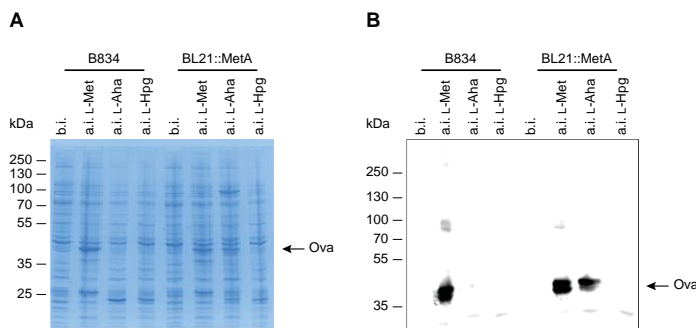 A
B834
BL21::MetA
b.i.
a.i. L-Met
a.i. L-Aha
a.i. L-Hpg
b.i.
a.i. L-Met
a.i. L-Aha
a.i. L-Hpg
kDa
250
130
100
70
55
35
25
Ova
B
B834
BL21::MetA
b.i.
a.i. L-Met
a.i. L-Aha
a.i. L-Hpg
b.i.
a.i. L-Met
a.i. L-Aha
a.i. L-Hpg
kDa
250
130
100
70
55
35
Ova